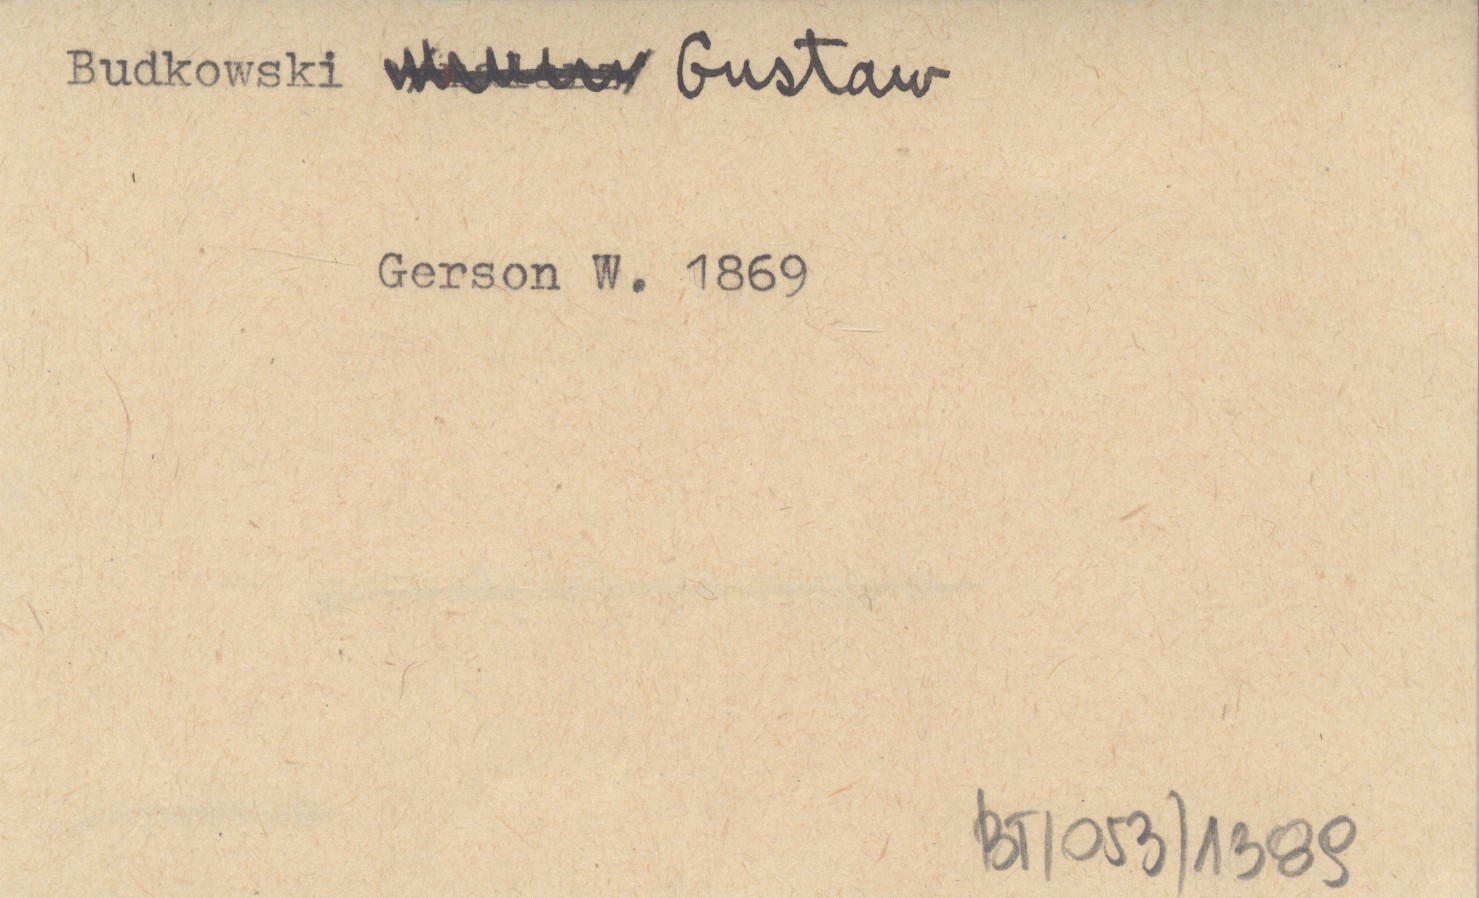 Budkowski Gustaw
Gerson W. 1869
BT/053/1389